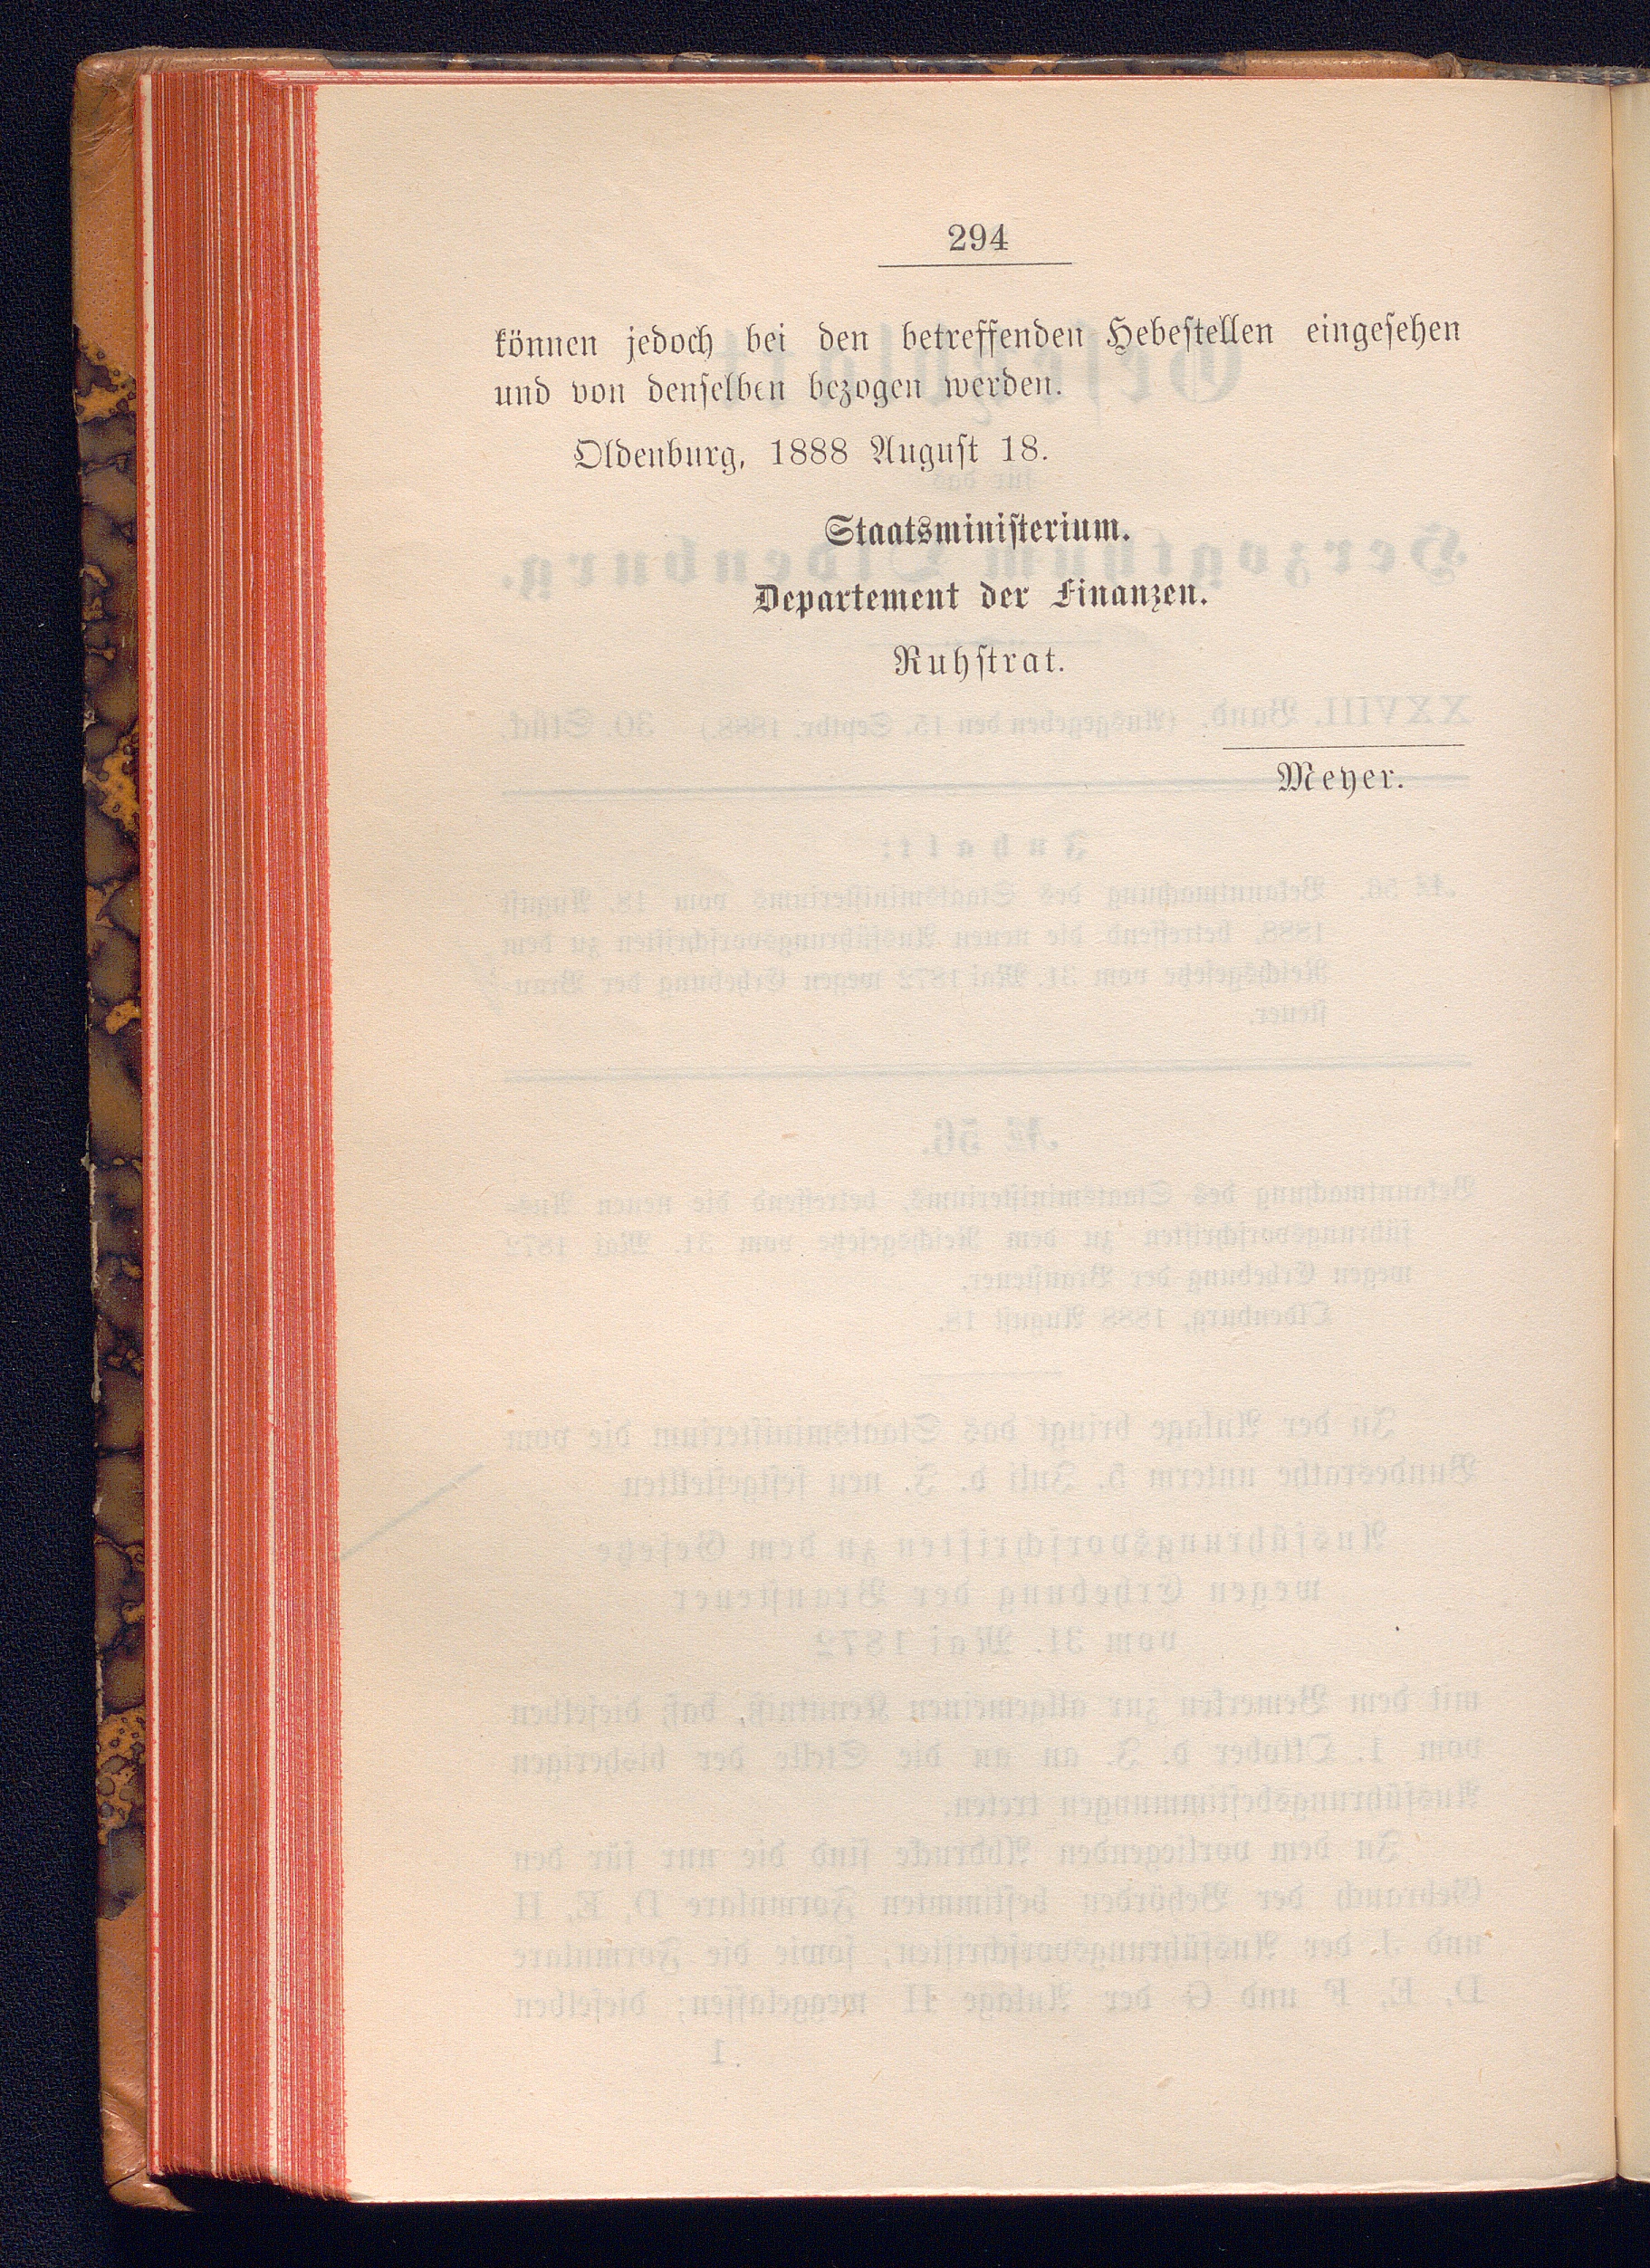 294
können jedoch bei den betreffenden Hebestellen eingesehen
und von denselben bezogen werden.
Oldenburg, 1888 August 18.
Staatsministerium.
Departement der Finanzen.
Ruhstrat.
Meyer.